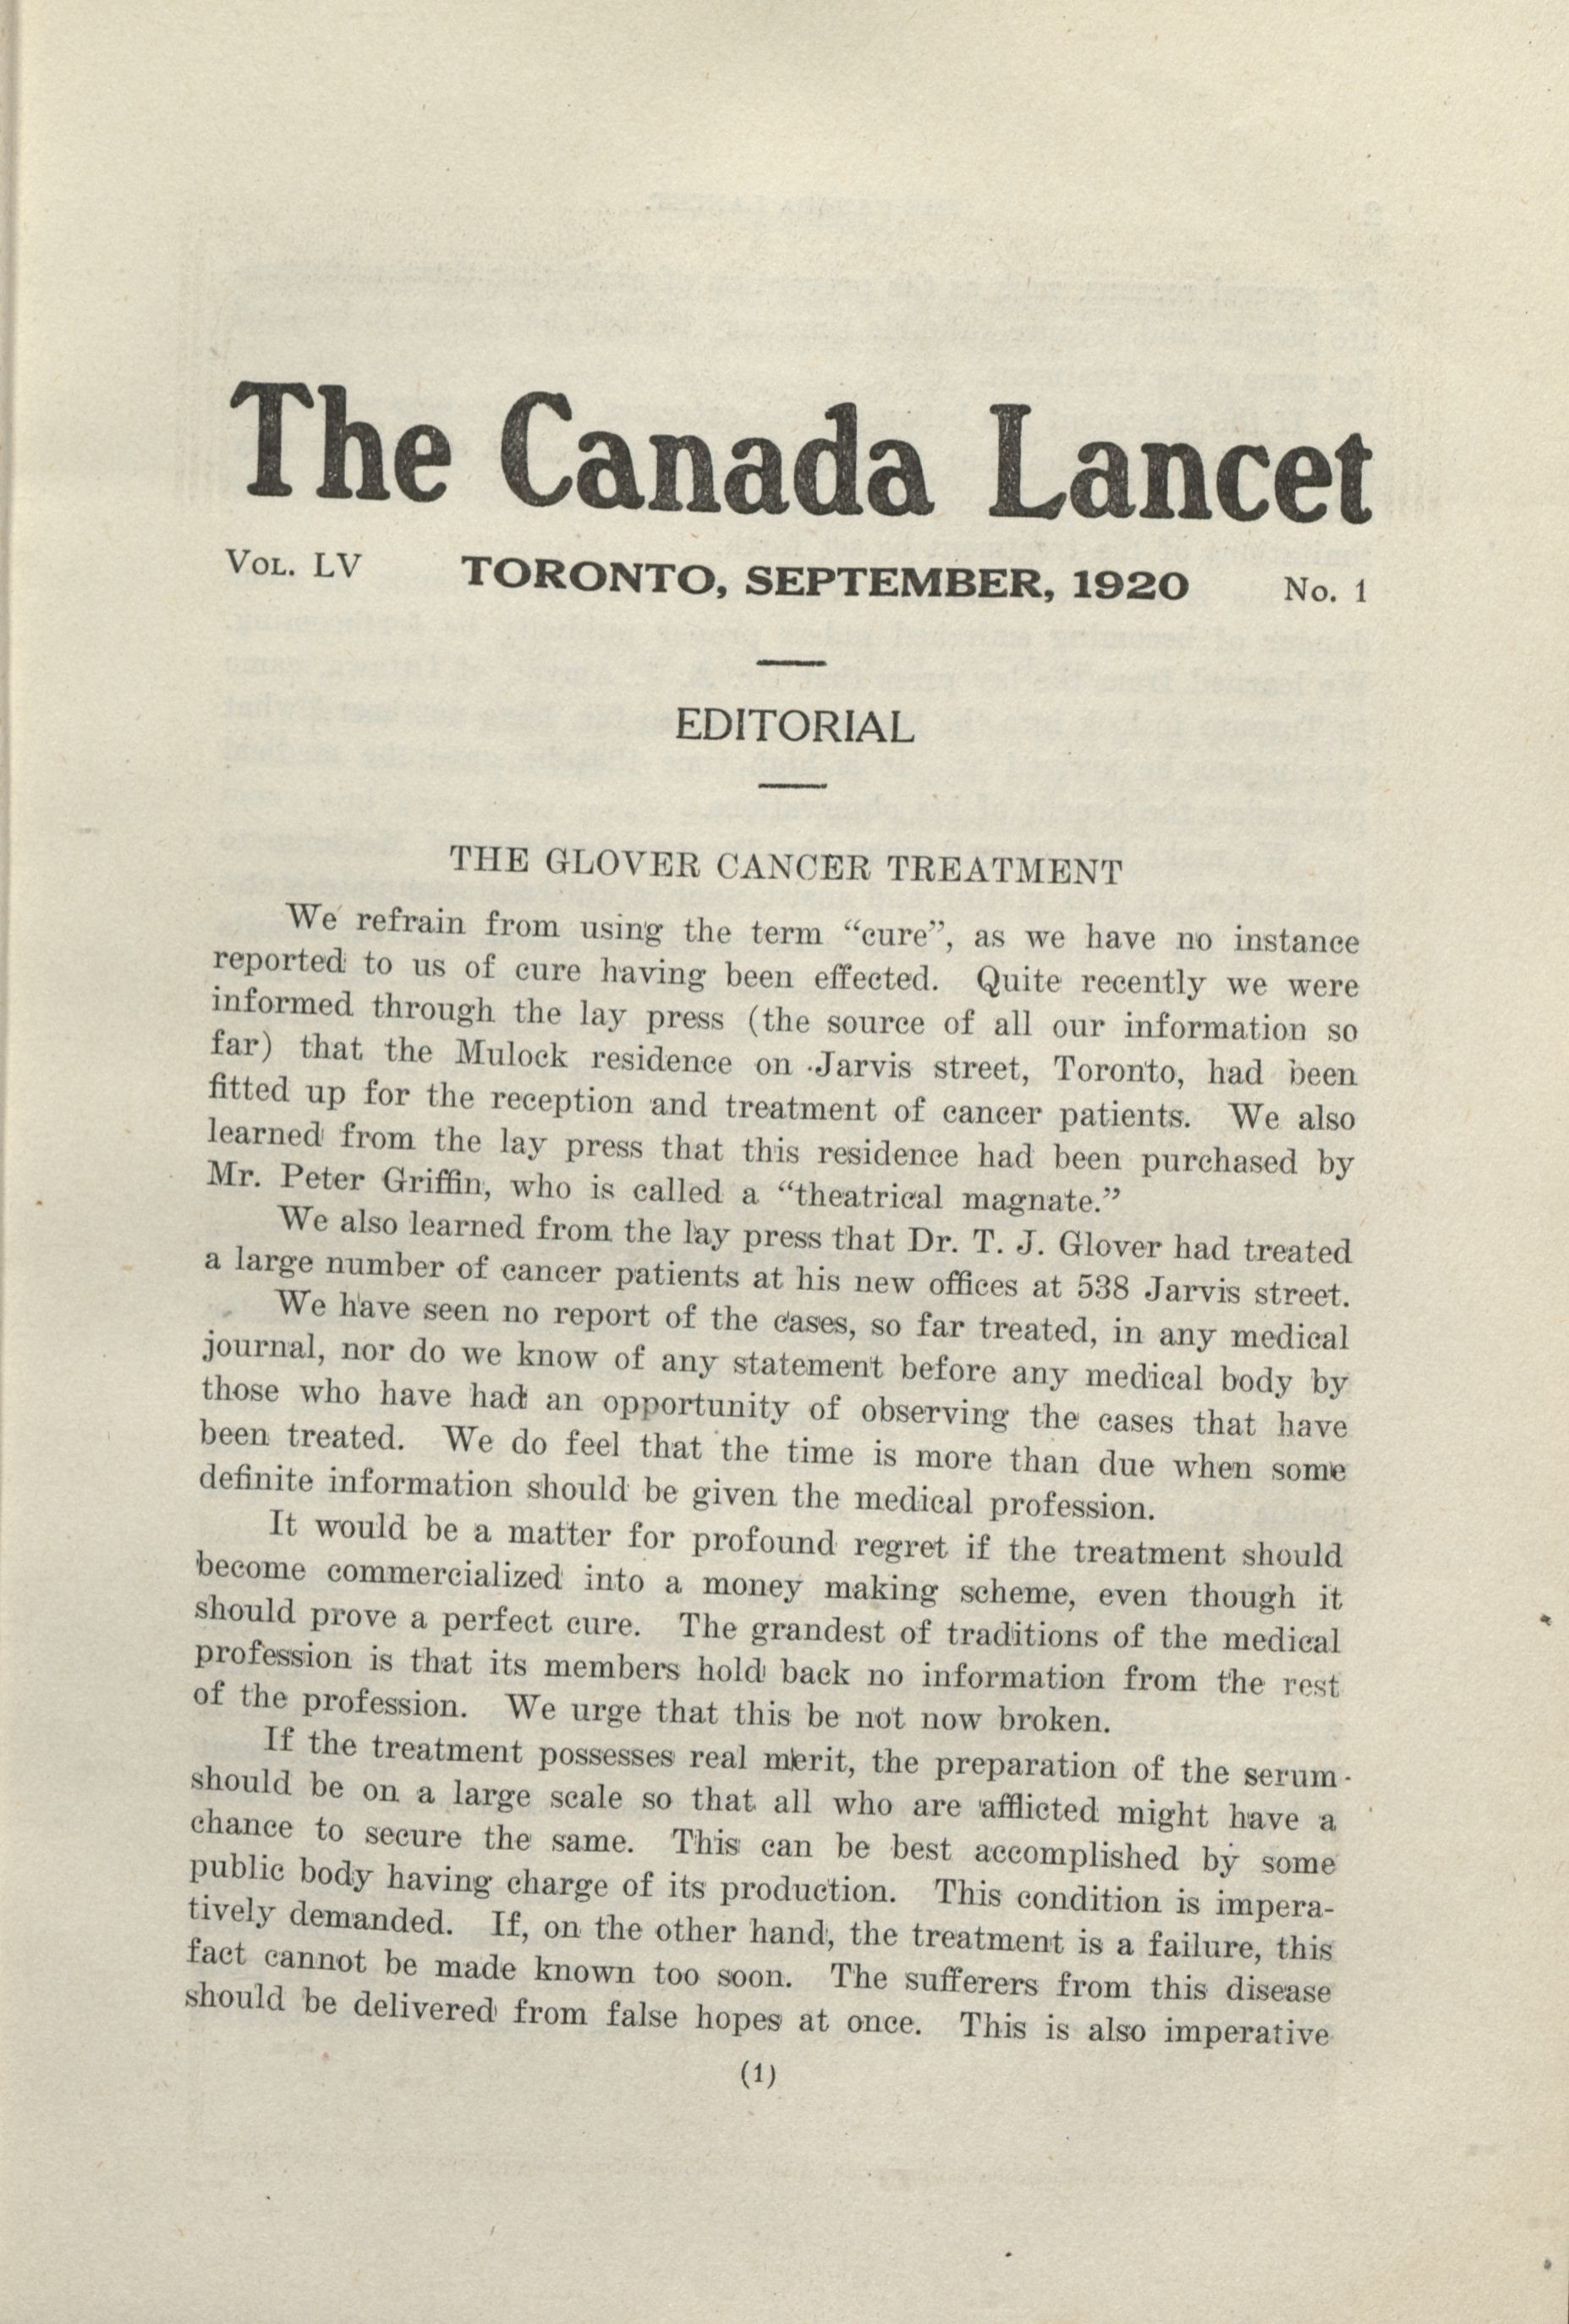 The Canada Lancet
VOL. LV TORONTO, SEPTEMBER, 1920 No. 1
EDITORIAL
THE GLOVER CANCER TREATMENT
We refrain from using the term "cure", as we have no instance
reported to us of cure having been effected. Quite recently we were
informed through the lay press (the source of all our information so
far) that the Mulock residence on Jarvis street, Toronto, had been
fitted up for the reception and treatment of cancer patients. We also
learned from the lay press that this residence had been purchased by
Mr. Peter Griffin, who is called a "theatrical magnate."
We also learned from the lay press that Dr. T. J. Glover had treated
a large number of cancer patients at his new offices at 538 Jarvis street.
We have seen no report of the cases, so far treated, in any medical
journal, nor do we know of any statement before any medical body by
those who have had an opportunity of observing the cases that have
been treated. We do feel that the time is more than due when some
definite information should be given the medical profession.
It would be a matter for profound regret if the treatment should
become commercialized into a money making scheme, even though it
should prove a perfect cure. The grandest of traditions of the medical
profession is that its members hold back no information from the rest
of the profession. We urge that this be not now broken.
If the treatment possesses real merit, the preparation of the serum
should be on a large scale so that all who are afflicted might have a
chance to secure the same. This can be best accomplished by some
public body having charge of its production. This condition is impera-
tively demanded. If, on the other hand, the treatment is a failure, this
fact cannot be made known too soon. The sufferers from this disease
should be delivered from false hopes at once. This is also imperative
(1)